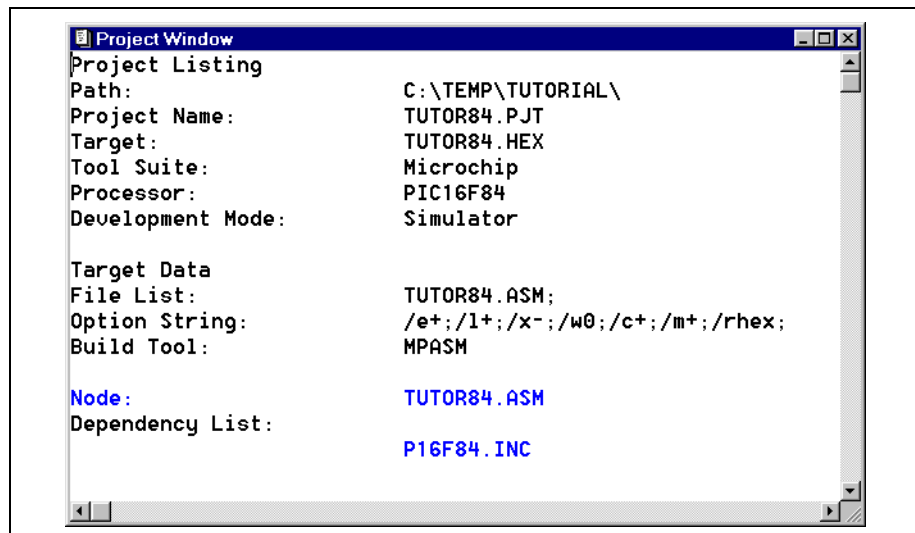 Project Window
Project Listing
Path: C:\TEMP\TUTORIAL\
Project Name: TUTOR84.PJT
Target: TUTOR84.HEX
Tool Suite: Microchip
Processor: PIC16F84
Development Mode: Simulator
Target Data
File List: TUTOR84.ASM;
Option String: /e+;/l+;/x-;/w0;/c+;/m+;/rhex;
Build Tool: MPASM
Node: TUTOR84.ASM
Dependency List:
P16F84.INC